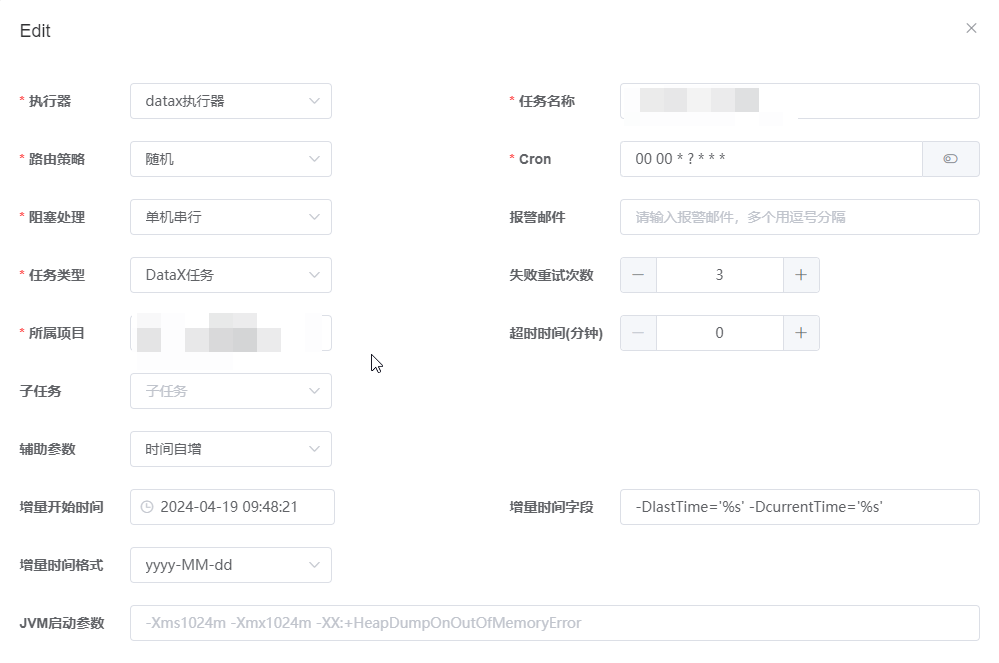 Edit
* 执行器 datax执行器 * 任务名称
* 路由策略 随机 * Cron 00 00 * ? * * *
* 阻塞处理 单机串行 报警邮件 请输入报警邮件，多个用逗号分隔
* 任务类型 DataX任务 失败重试次数 3
* 所属项目 超时时间(分钟) 0
子任务 子任务
辅助参数 时间自增
增量开始时间 2024-04-19 09:48:21 增量时间字段 -DlastTime='%s' -DcurrentTime='%s'
增量时间格式 yyyy-MM-dd
JVM启动参数 -Xms1024m -Xmx1024m -XX:+HeapDumpOnOutOfMemoryError